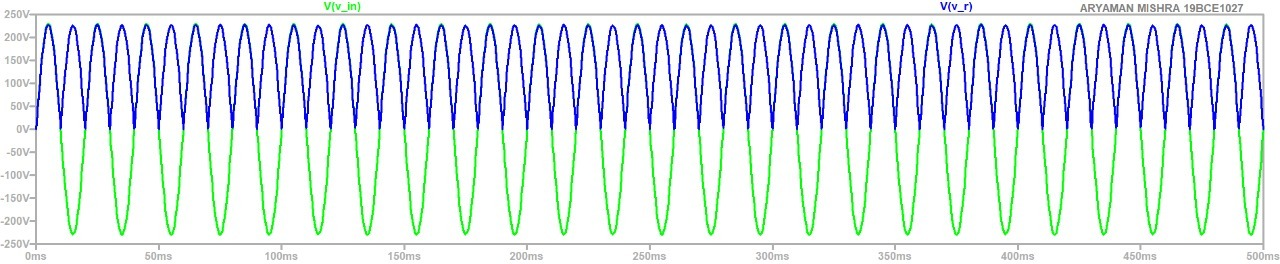 V(v_in) V(v_r) ARYAMAN MISHRA 19BCE1027
250V
200V
150V
100V
50V
0V
-50V
-100V
-150V
-200V
-250V
0ms 50ms 100ms 150ms 200ms 250ms 300ms 350ms 400ms 450ms 500ms